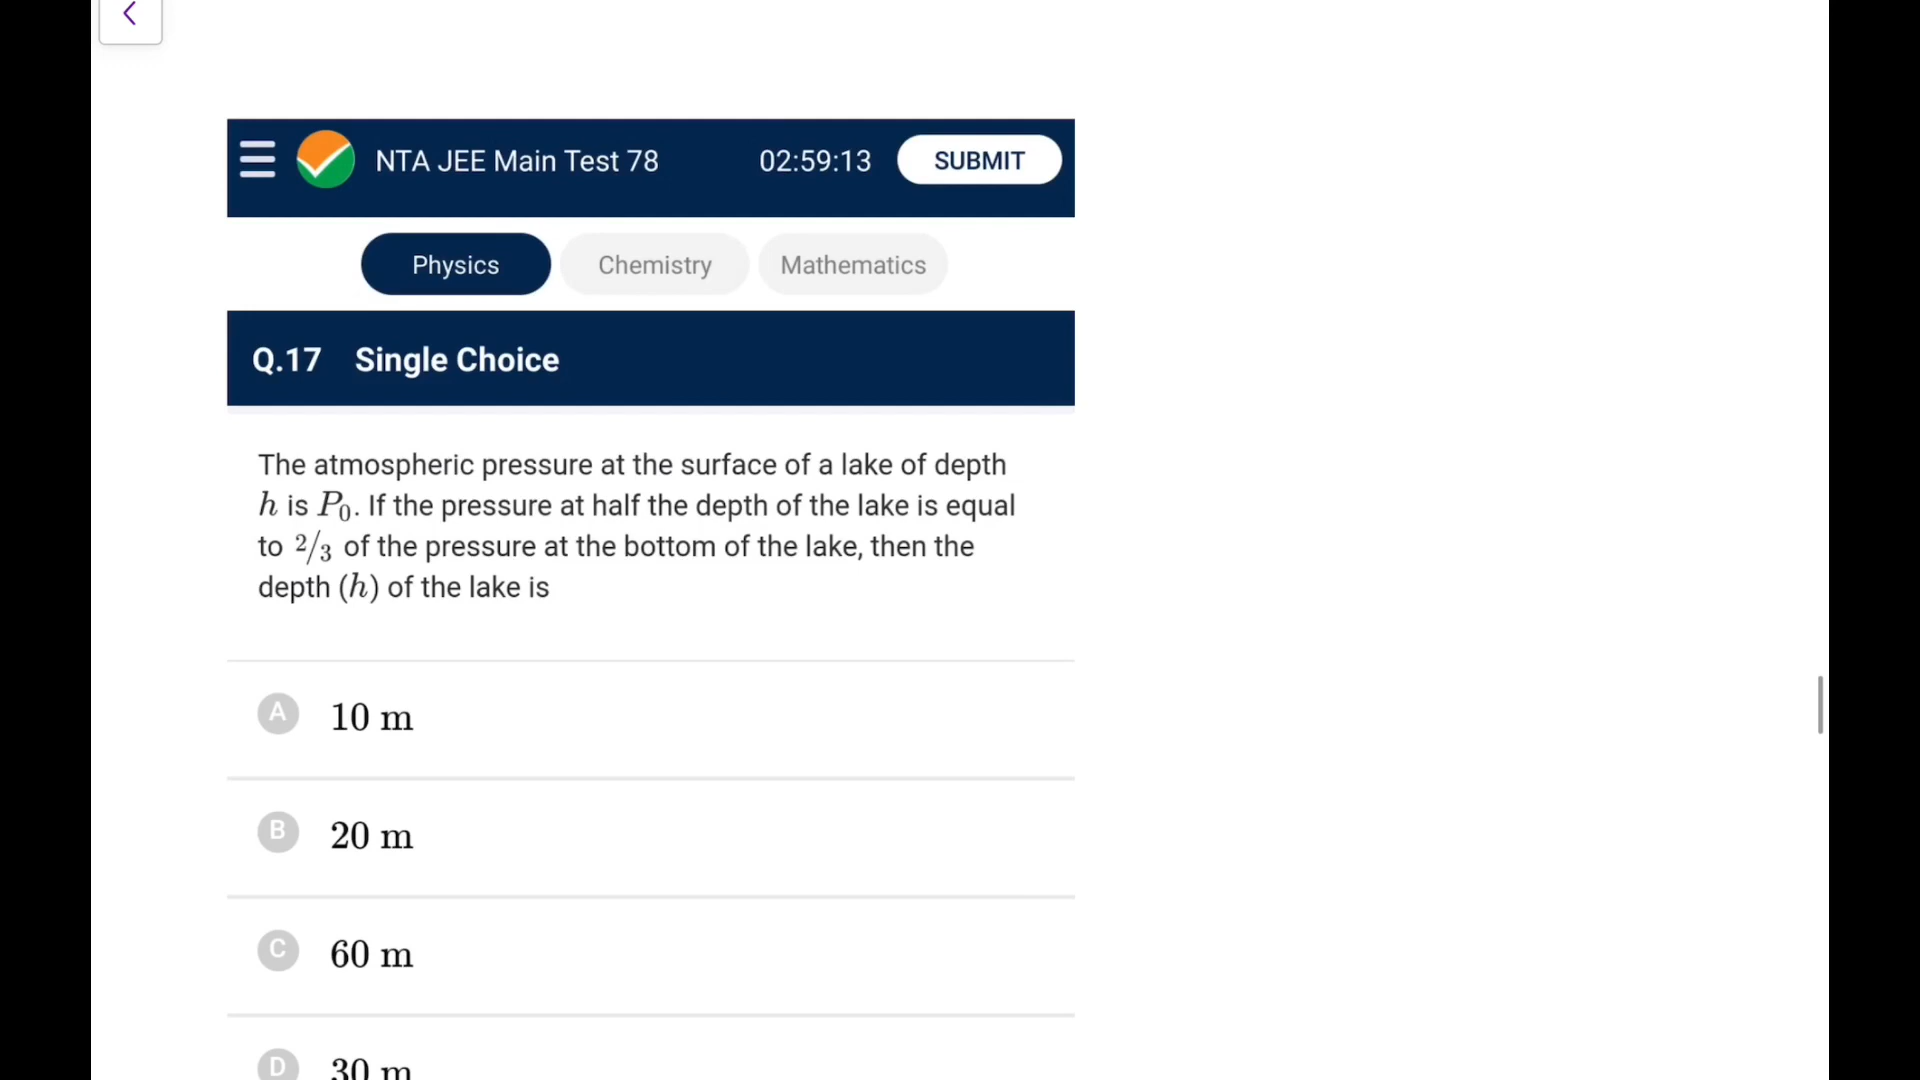 NTA JEE Main Test 78 02:59:13 SUBMIT
Physics Chemistry Mathematics
Q.17 Single Choice
The atmospheric pressure at the surface of a lake of depth
h is P₀. If the pressure at half the depth of the lake is equal
to 2/3 of the pressure at the bottom of the lake, then the
depth (h) of the lake is
A 10 m
B 20 m
C 60 m
D 30 m